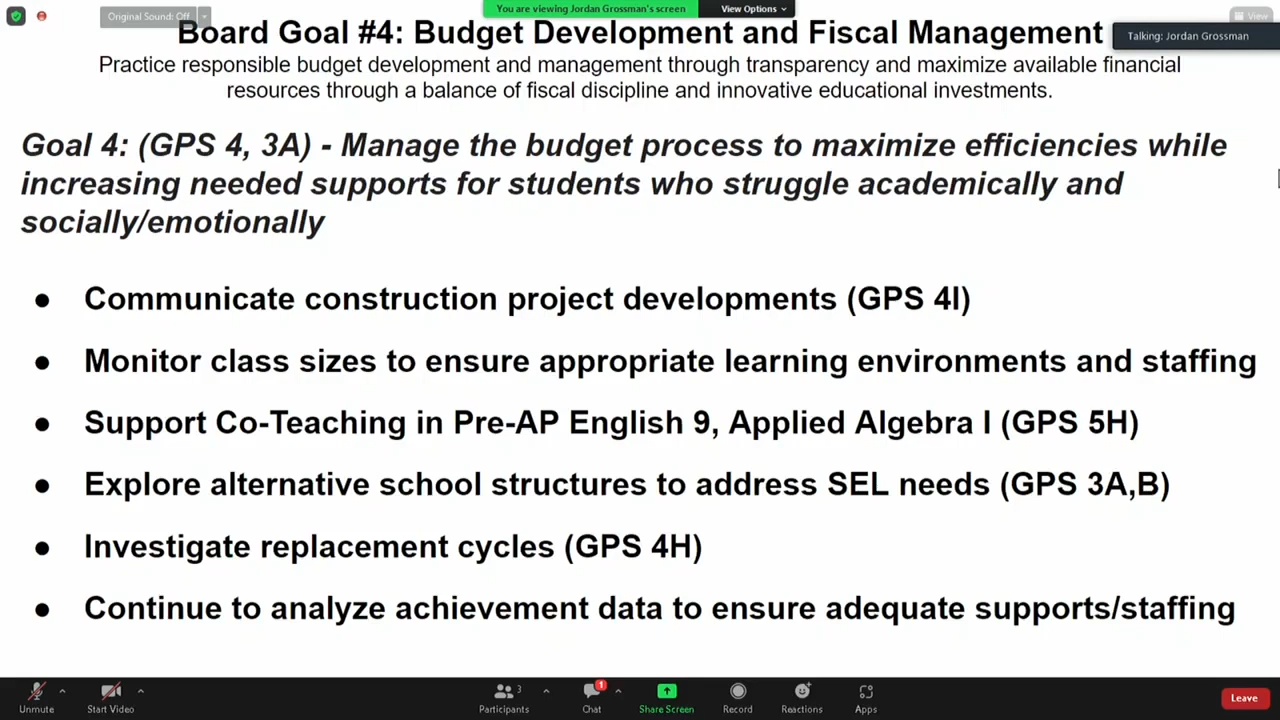 Original Sound: Off
You are viewing Jordan Grossman's screen
View Options
View
Talking: Jordan Grossman
Board Goal #4: Budget Development and Fiscal Management
Practice responsible budget development and management through transparency and maximize available financial
resources through a balance of fiscal discipline and innovative educational investments.
Goal 4: (GPS 4, 3A) - Manage the budget process to maximize efficiencies while
increasing needed supports for students who struggle academically and
socially/emotionally
● Communicate construction project developments (GPS 4I)
● Monitor class sizes to ensure appropriate learning environments and staffing
● Support Co-Teaching in Pre-AP English 9, Applied Algebra I (GPS 5H)
● Explore alternative school structures to address SEL needs (GPS 3A,B)
● Investigate replacement cycles (GPS 4H)
● Continue to analyze achievement data to ensure adequate supports/staffing
Unmute
Start Video
Participants 3
Chat 1
Share Screen
Record
Reactions
Apps
Leave